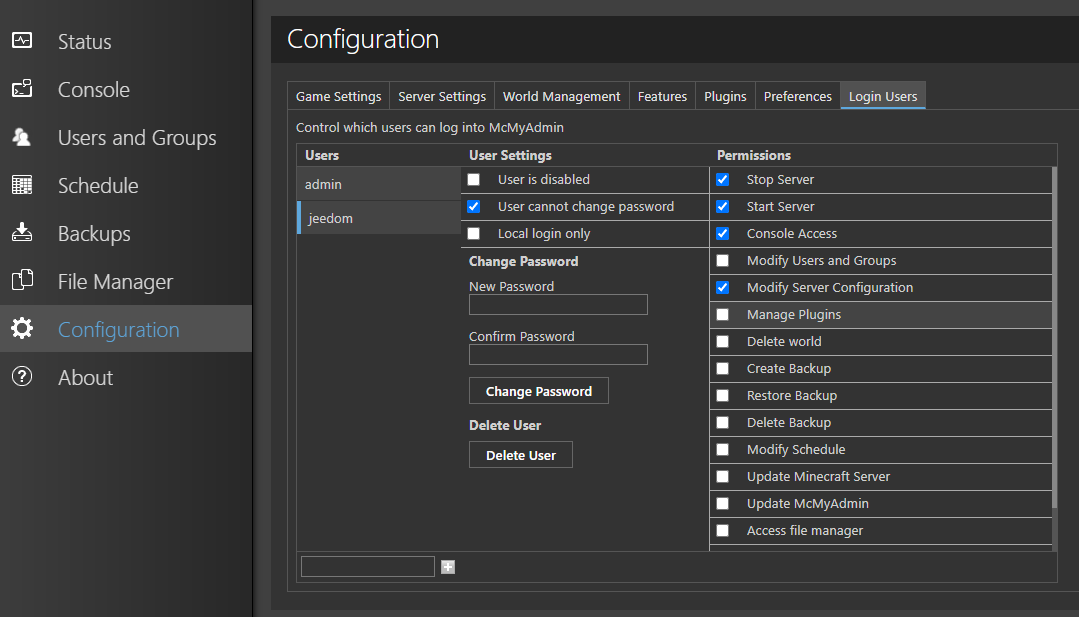 Status
Console
Users and Groups
Schedule
Backups
File Manager
Configuration
About
Configuration
Game Settings Server Settings World Management Features Plugins Preferences Login Users
Control which users can log into McMyAdmin
Users
admin
jeedom
User Settings
User is disabled
User cannot change password
Local login only
Change Password
New Password
Confirm Password
Change Password
Delete User
Delete User
Permissions
Stop Server
Start Server
Console Access
Modify Users and Groups
Modify Server Configuration
Manage Plugins
Delete world
Create Backup
Restore Backup
Delete Backup
Modify Schedule
Update Minecraft Server
Update McMyAdmin
Access file manager